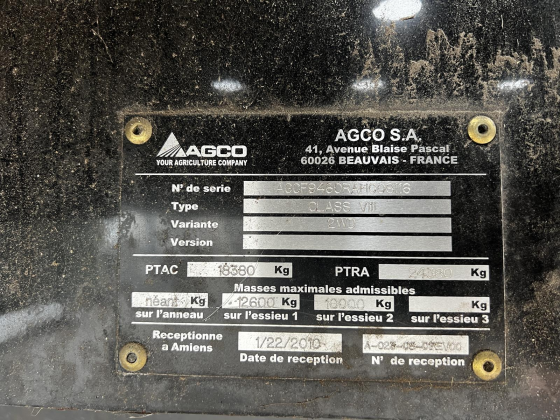 AGCO
YOUR AGRICULTURE COMPANY
AGCO S.A.
41, Avenue Blaise Pascal
60026 BEAUVAIS - FRANCE
N° de serie
Type CLASS VIII
Variante
Version
PTAC 18380 Kg PTRA Kg
Masses maximales admissibles
néant Kg 12600 Kg Kg Kg
sur l'anneau sur l'essieu 1 sur l'essieu 2 sur l'essieu 3
Receptionne
a Amiens
1/22/2010
Date de reception N° de reception